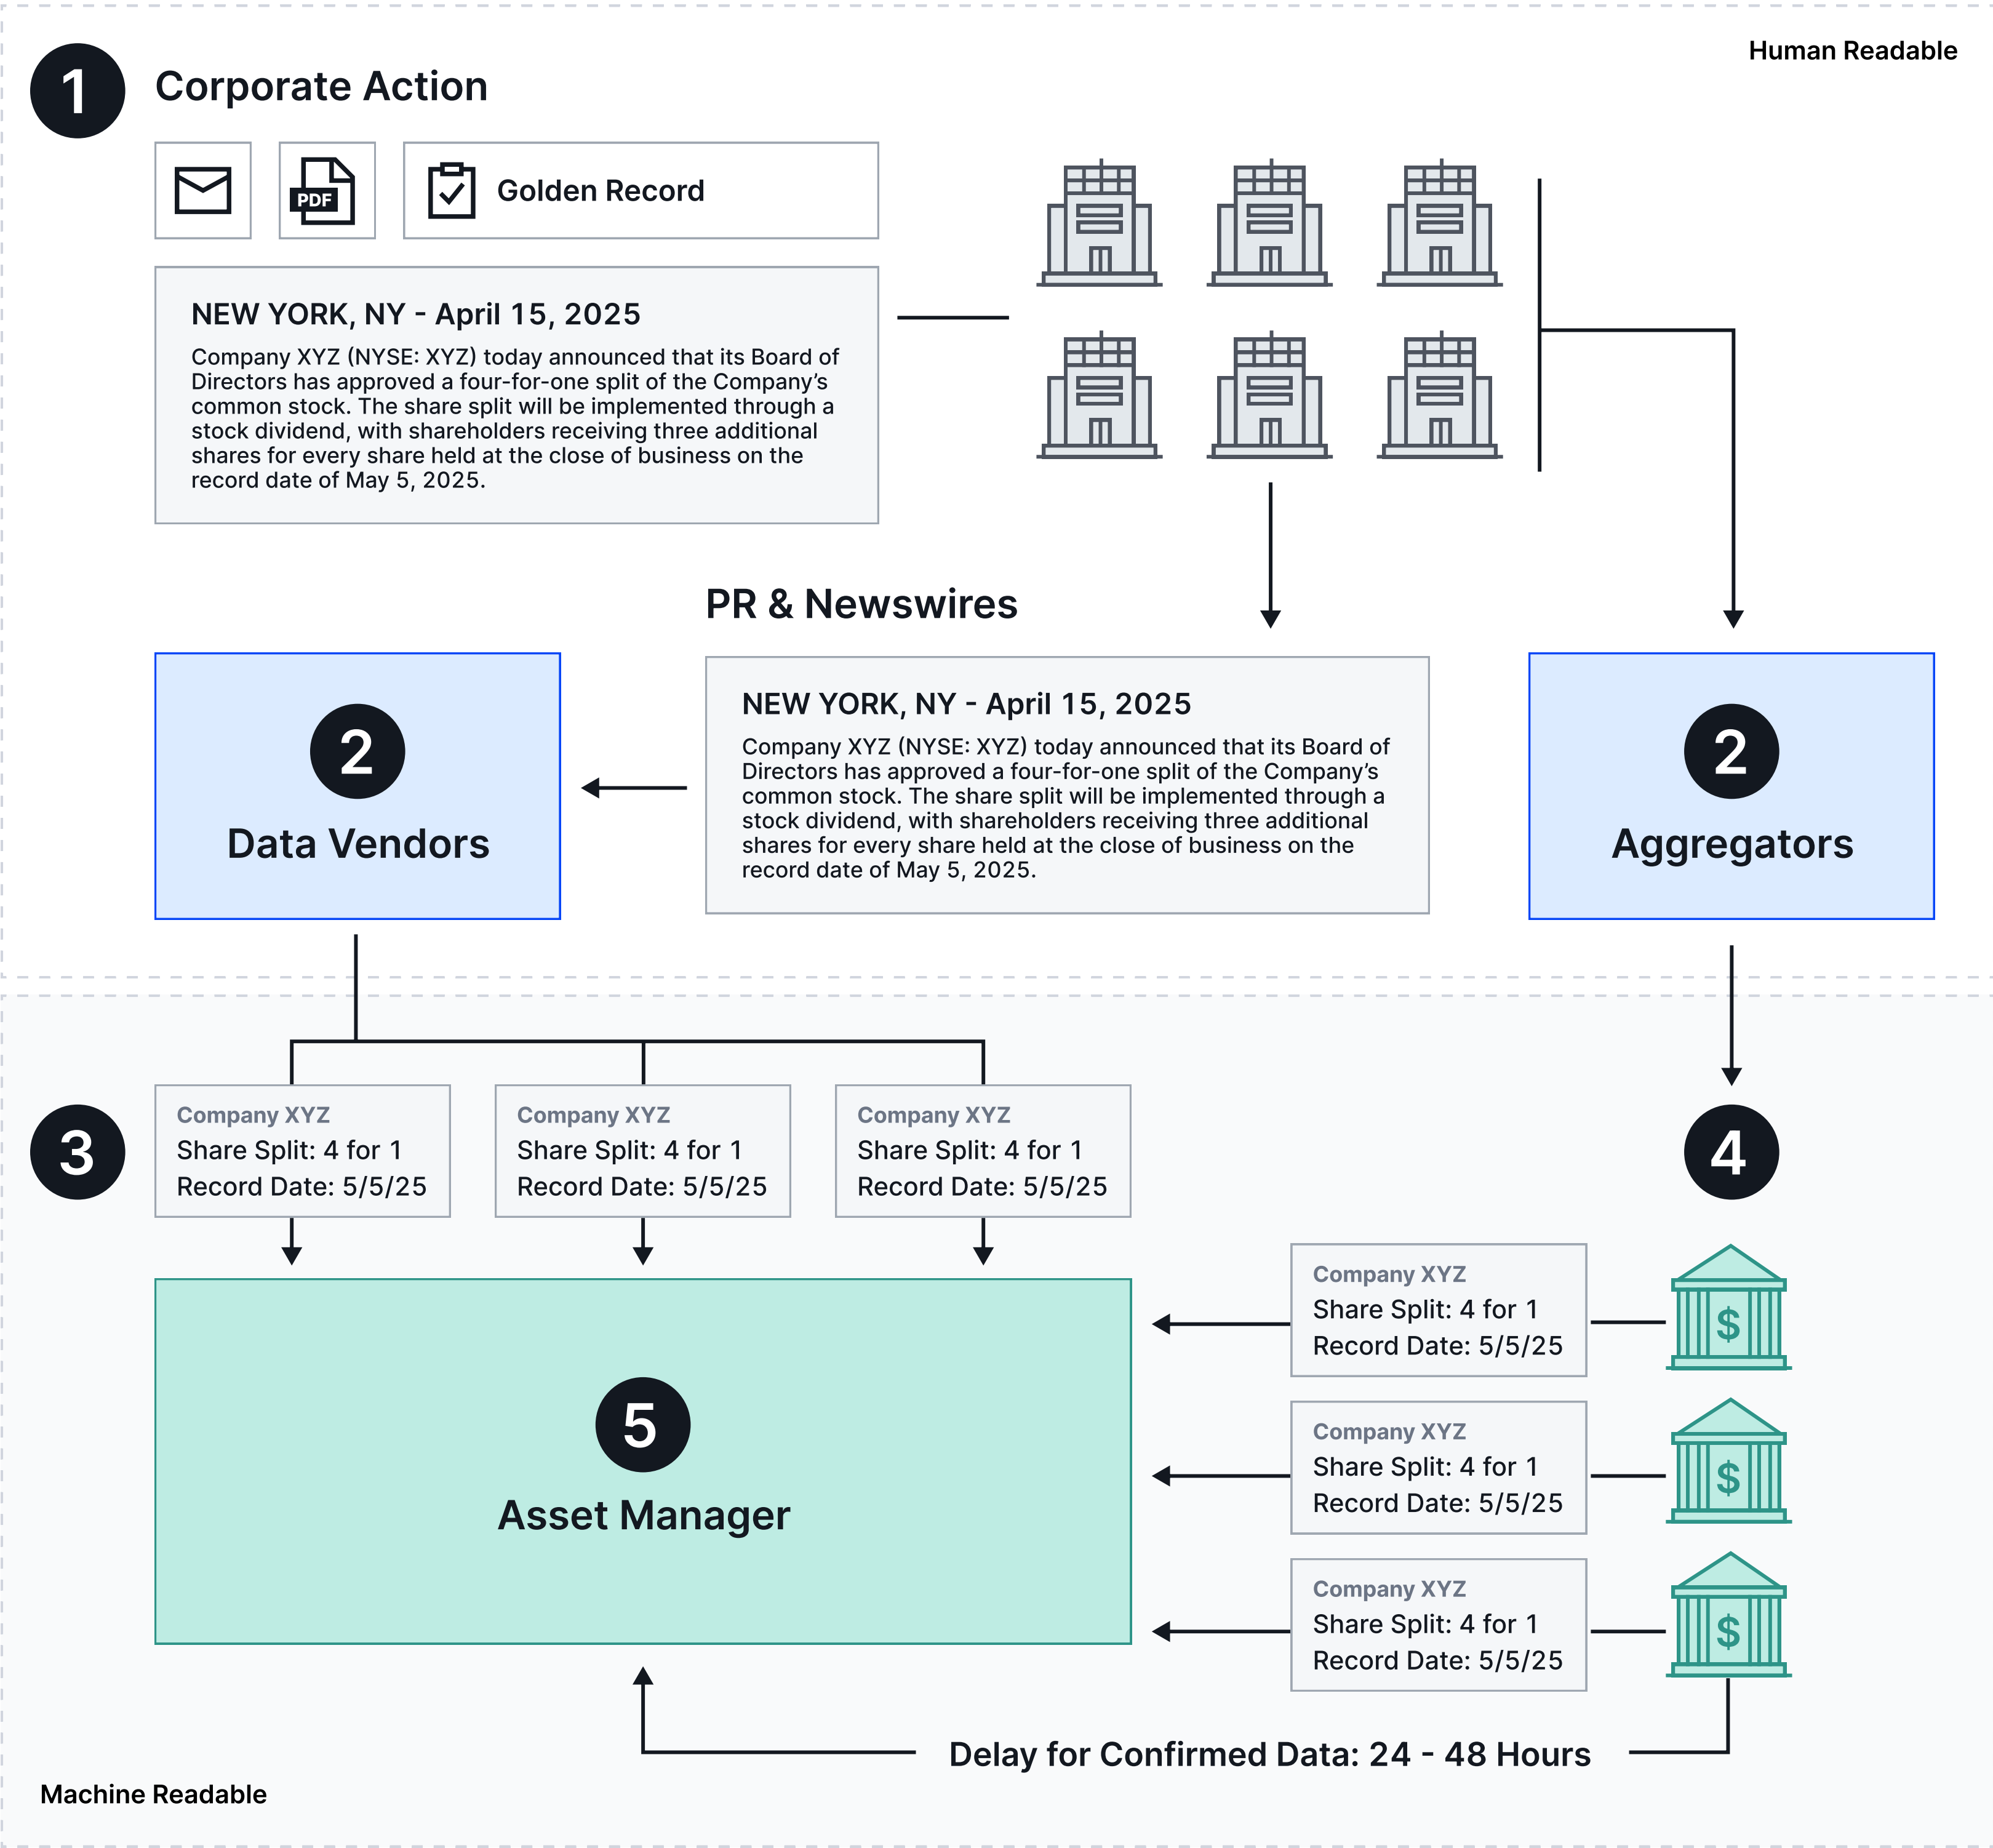 Human Readable
1
Corporate Action
PDF
Golden Record
NEW YORK, NY - April 15, 2025
Company XYZ (NYSE: XYZ) today announced that its Board of
Directors has approved a four-for-one split of the Company’s
common stock. The share split will be implemented through a
stock dividend, with shareholders receiving three additional
shares for every share held at the close of business on the
record date of May 5, 2025.
PR & Newswires
2
Data Vendors
NEW YORK, NY - April 15, 2025
Company XYZ (NYSE: XYZ) today announced that its Board of
Directors has approved a four-for-one split of the Company’s
common stock. The share split will be implemented through a
stock dividend, with shareholders receiving three additional
shares for every share held at the close of business on the
record date of May 5, 2025.
2
Aggregators
3
Company XYZ
Share Split: 4 for 1
Record Date: 5/5/25
Company XYZ
Share Split: 4 for 1
Record Date: 5/5/25
Company XYZ
Share Split: 4 for 1
Record Date: 5/5/25
4
5
Asset Manager
Company XYZ
Share Split: 4 for 1
Record Date: 5/5/25
$
Company XYZ
Share Split: 4 for 1
Record Date: 5/5/25
$
Company XYZ
Share Split: 4 for 1
Record Date: 5/5/25
$
Delay for Confirmed Data: 24 - 48 Hours
Machine Readable